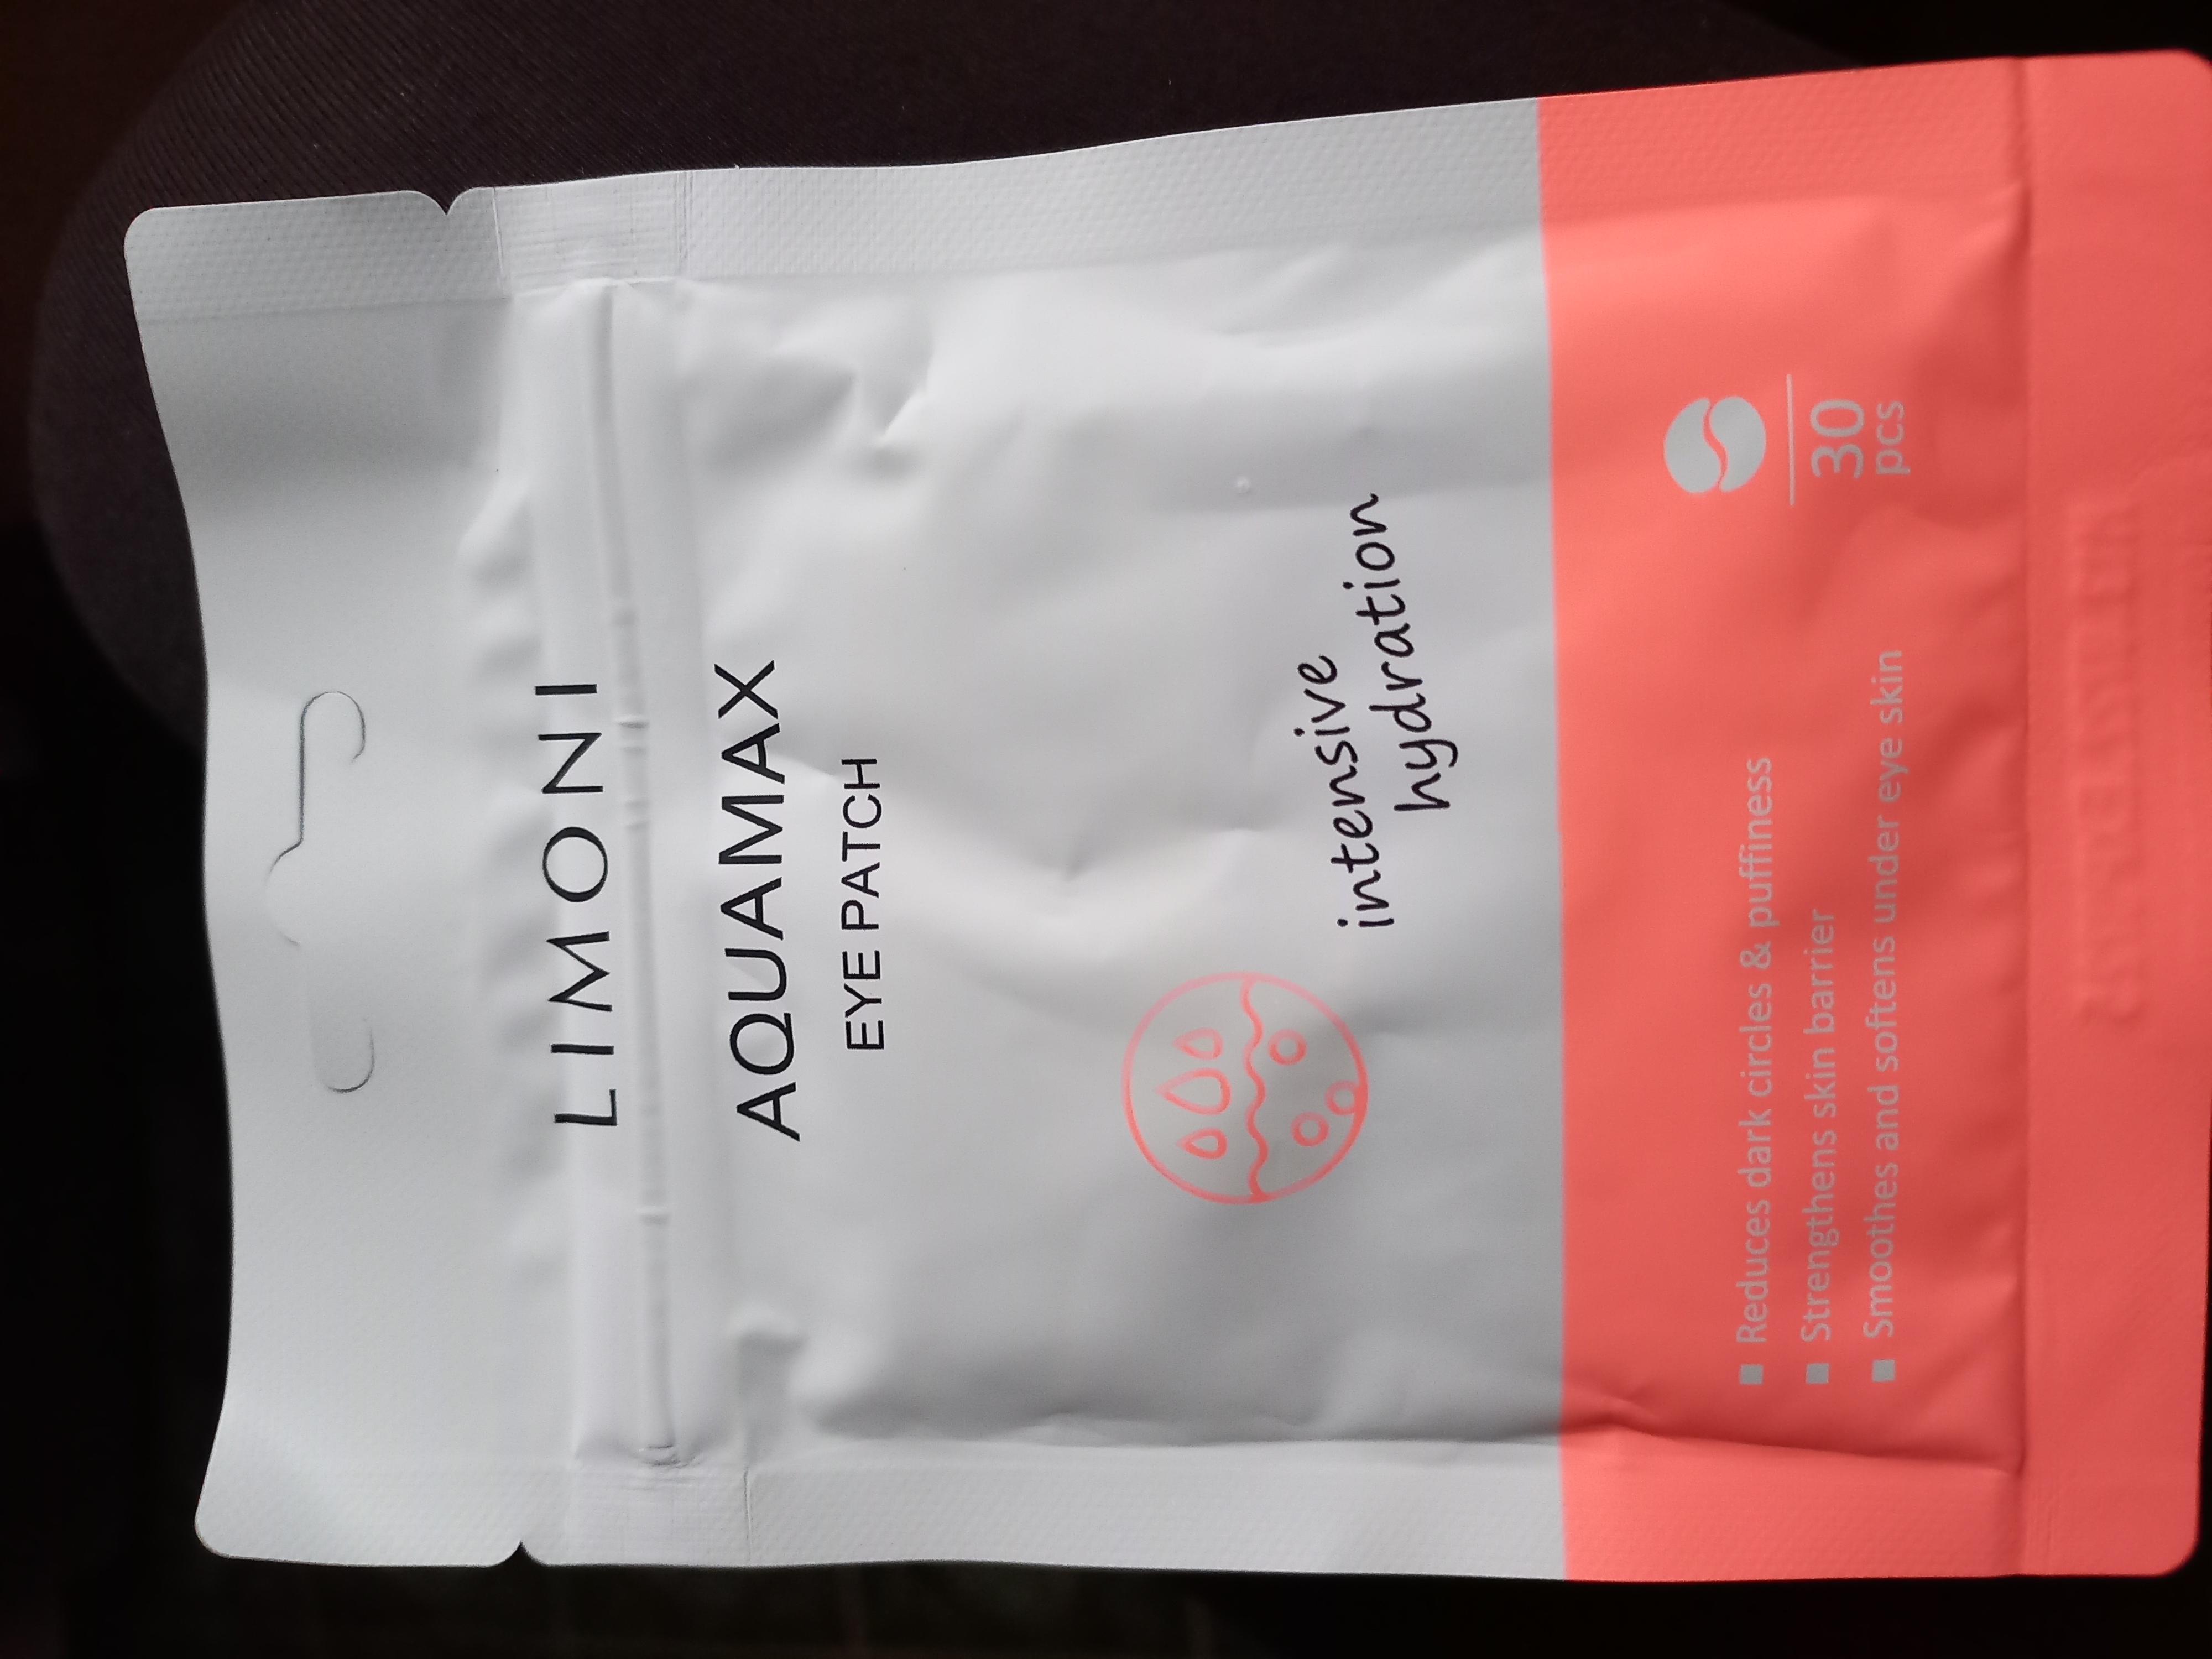 LIMONI
AQUAMAX
EYE PATCH
intensive
hydration
■ Reduces dark circles & puffiness
■ Strengthens skin barrier
■ Smoothes and softens under eye skin
30
pcs